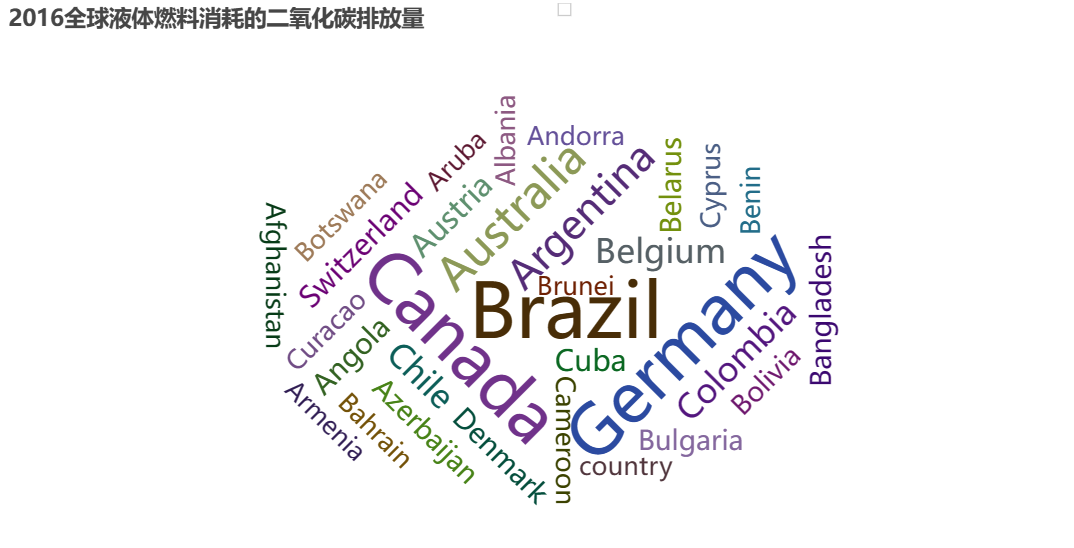 2016全球液体燃料消耗的二氧化碳排放量
Albania
Andorra
Aruba
Belarus
Cyprus
Benin
Botswana
Switzerland
Austria
Australia
Argentina
Afghanistan
Belgium
Bangladesh
Canada
Brunei
Brazil
Germany
Curacao
Angola
Chile
Cuba
Colombia
Bolivia
Armenia
Bahrain
Azerbaijan
Denmark
Cameroon
Bulgaria
country